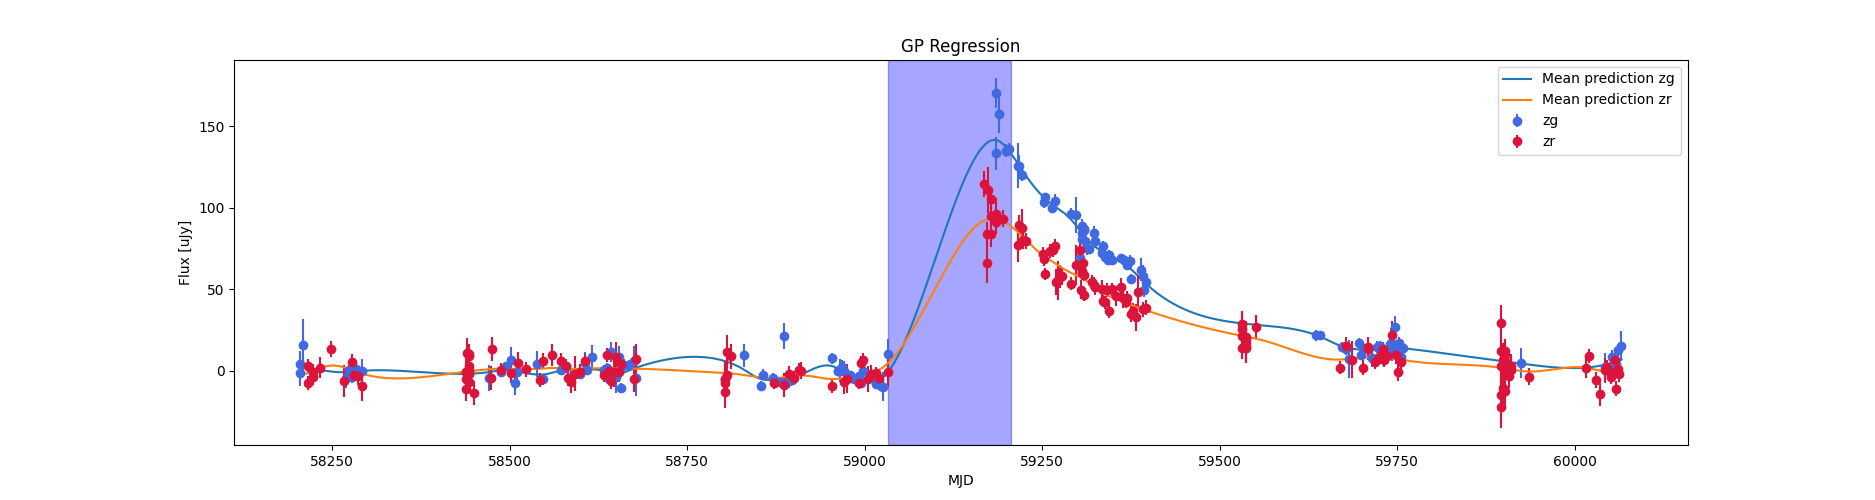 GP Regression
Mean prediction zg
Mean prediction zr
zg
zr
Flux [uJy]
150
100
50
0
58250 58500 58750 59000 59250 59500 59750 60000
MJD